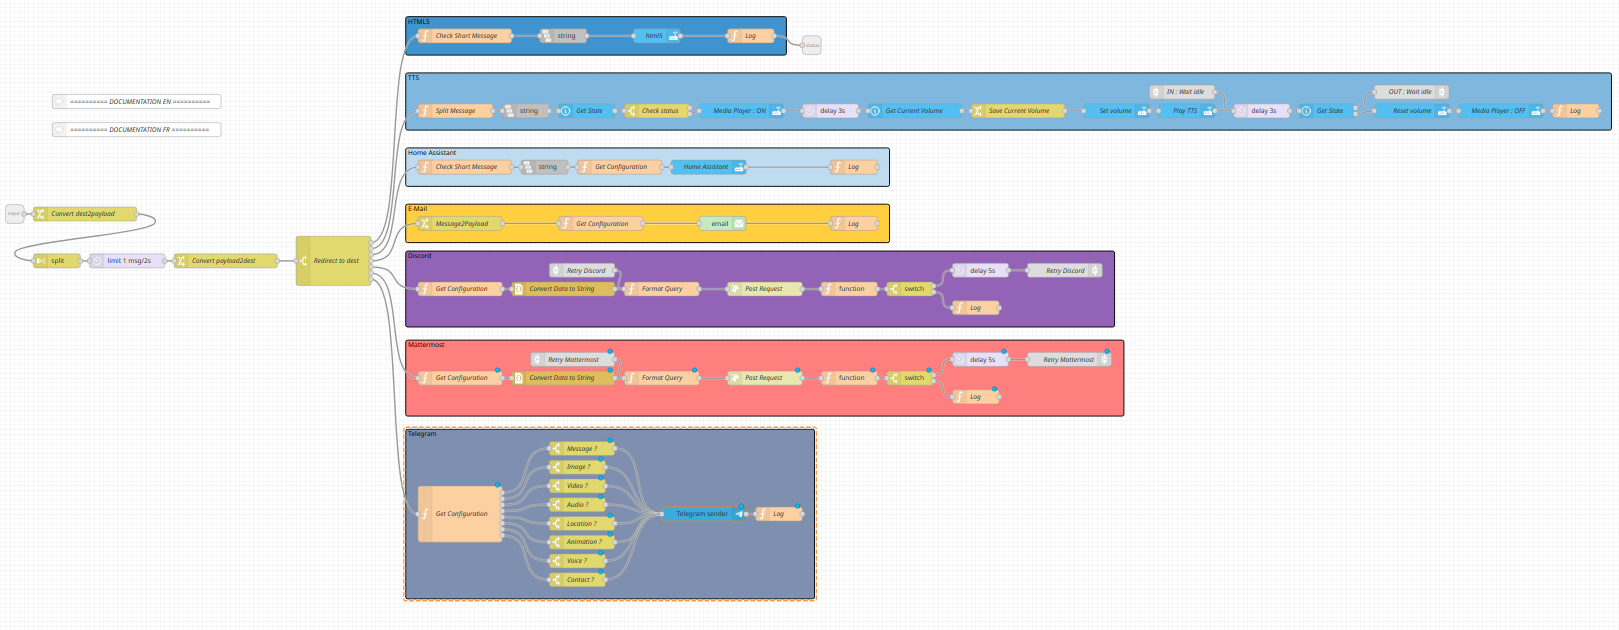 HTML5
Check Short Message
string
html5
Log
status
TTS
Split Message
string
Get State
Check status
Media Player : ON
delay 3s
Get Current Volume
Save Current Volume
Set volume
IN : Wait idle
Play TTS
delay 3s
Get State
OUT : Wait idle
Reset volume
Media Player : OFF
Log
========== DOCUMENTATION EN ==========
========== DOCUMENTATION FR ==========
Home Assistant
Check Short Message
string
Get Configuration
Home Assistant
Log
input
Convert dest2payload
split
limit 1 msg/2s
Convert payload2dest
Redirect to dest
E-Mail
Message2Payload
Get Configuration
email
Log
Discord
Retry Discord
Get Configuration
Convert Data to String
Format Query
Post Request
function
switch
delay 5s
Retry Discord
Log
Mattermost
Retry Mattermost
Get Configuration
Convert Data to String
Format Query
Post Request
function
switch
delay 5s
Retry Mattermost
Log
Telegram
Get Configuration
Message ?
Image ?
Video ?
Audio ?
Location ?
Animation ?
Voice ?
Contact ?
Telegram sender
Log